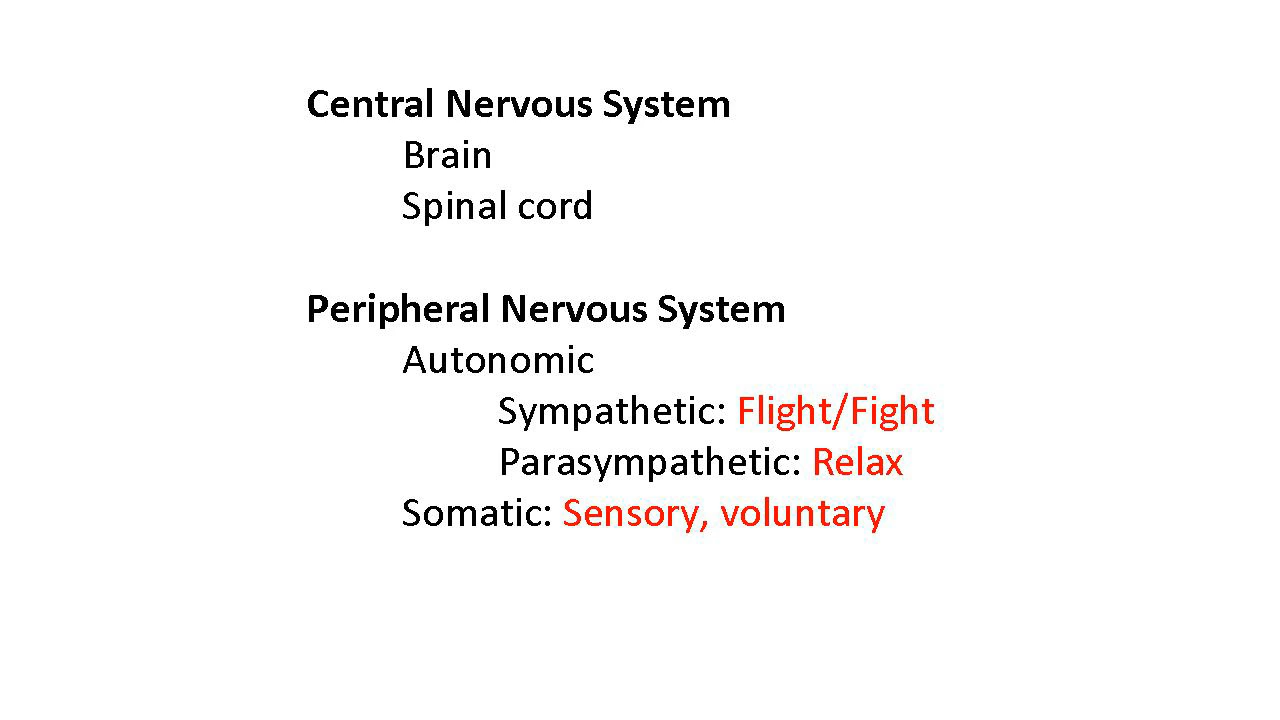 Central Nervous System
Brain
Spinal cord
Peripheral Nervous System
Autonomic
Sympathetic: Flight/Fight
Parasympathetic: Relax
Somatic: Sensory, voluntary